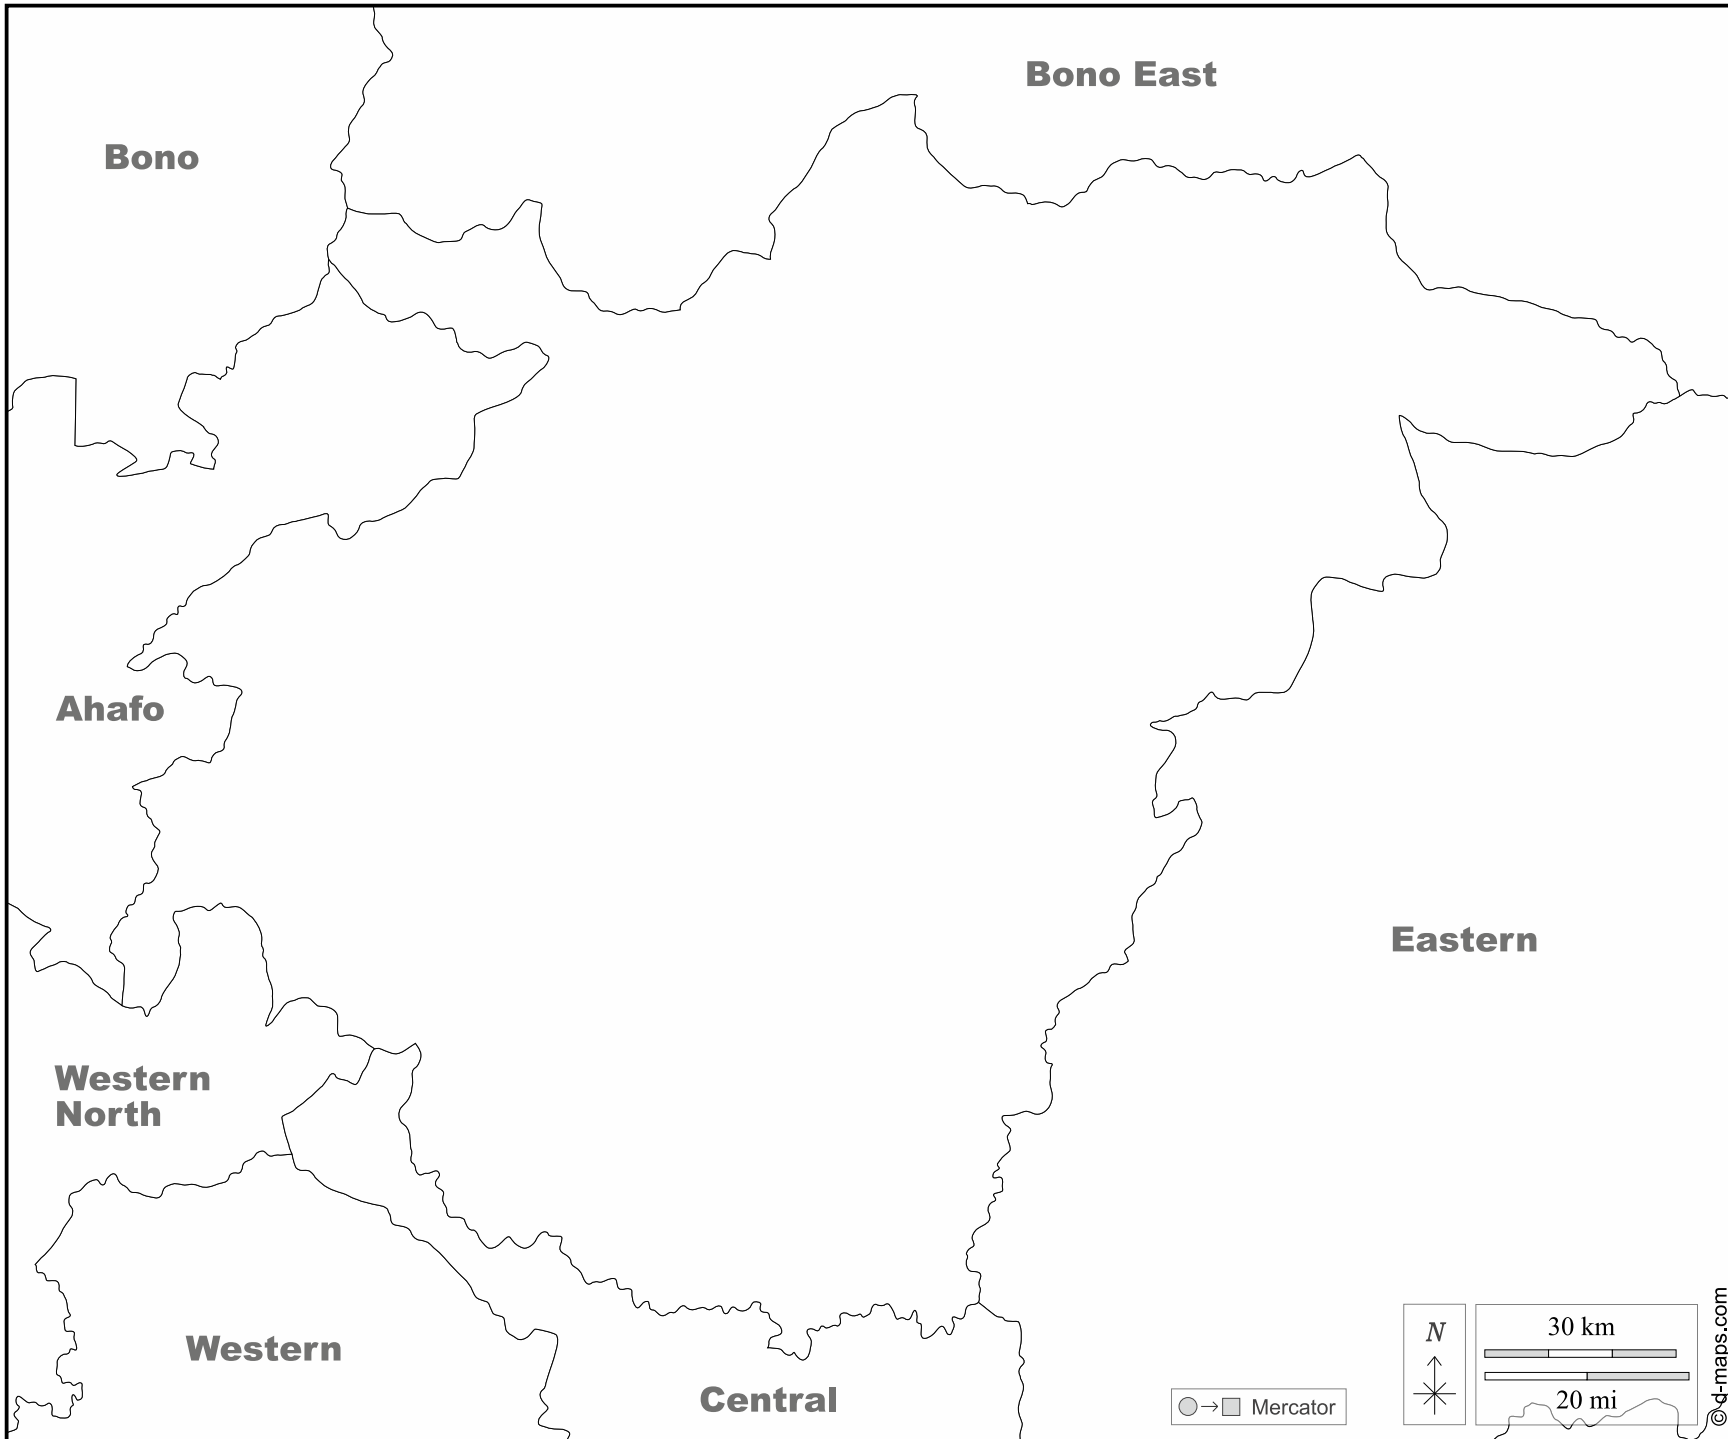 Bono East
Bono
Ahafo
Eastern
Western
North
Western
Central
Mercator
N
30 km
20 mi
© d-maps.com